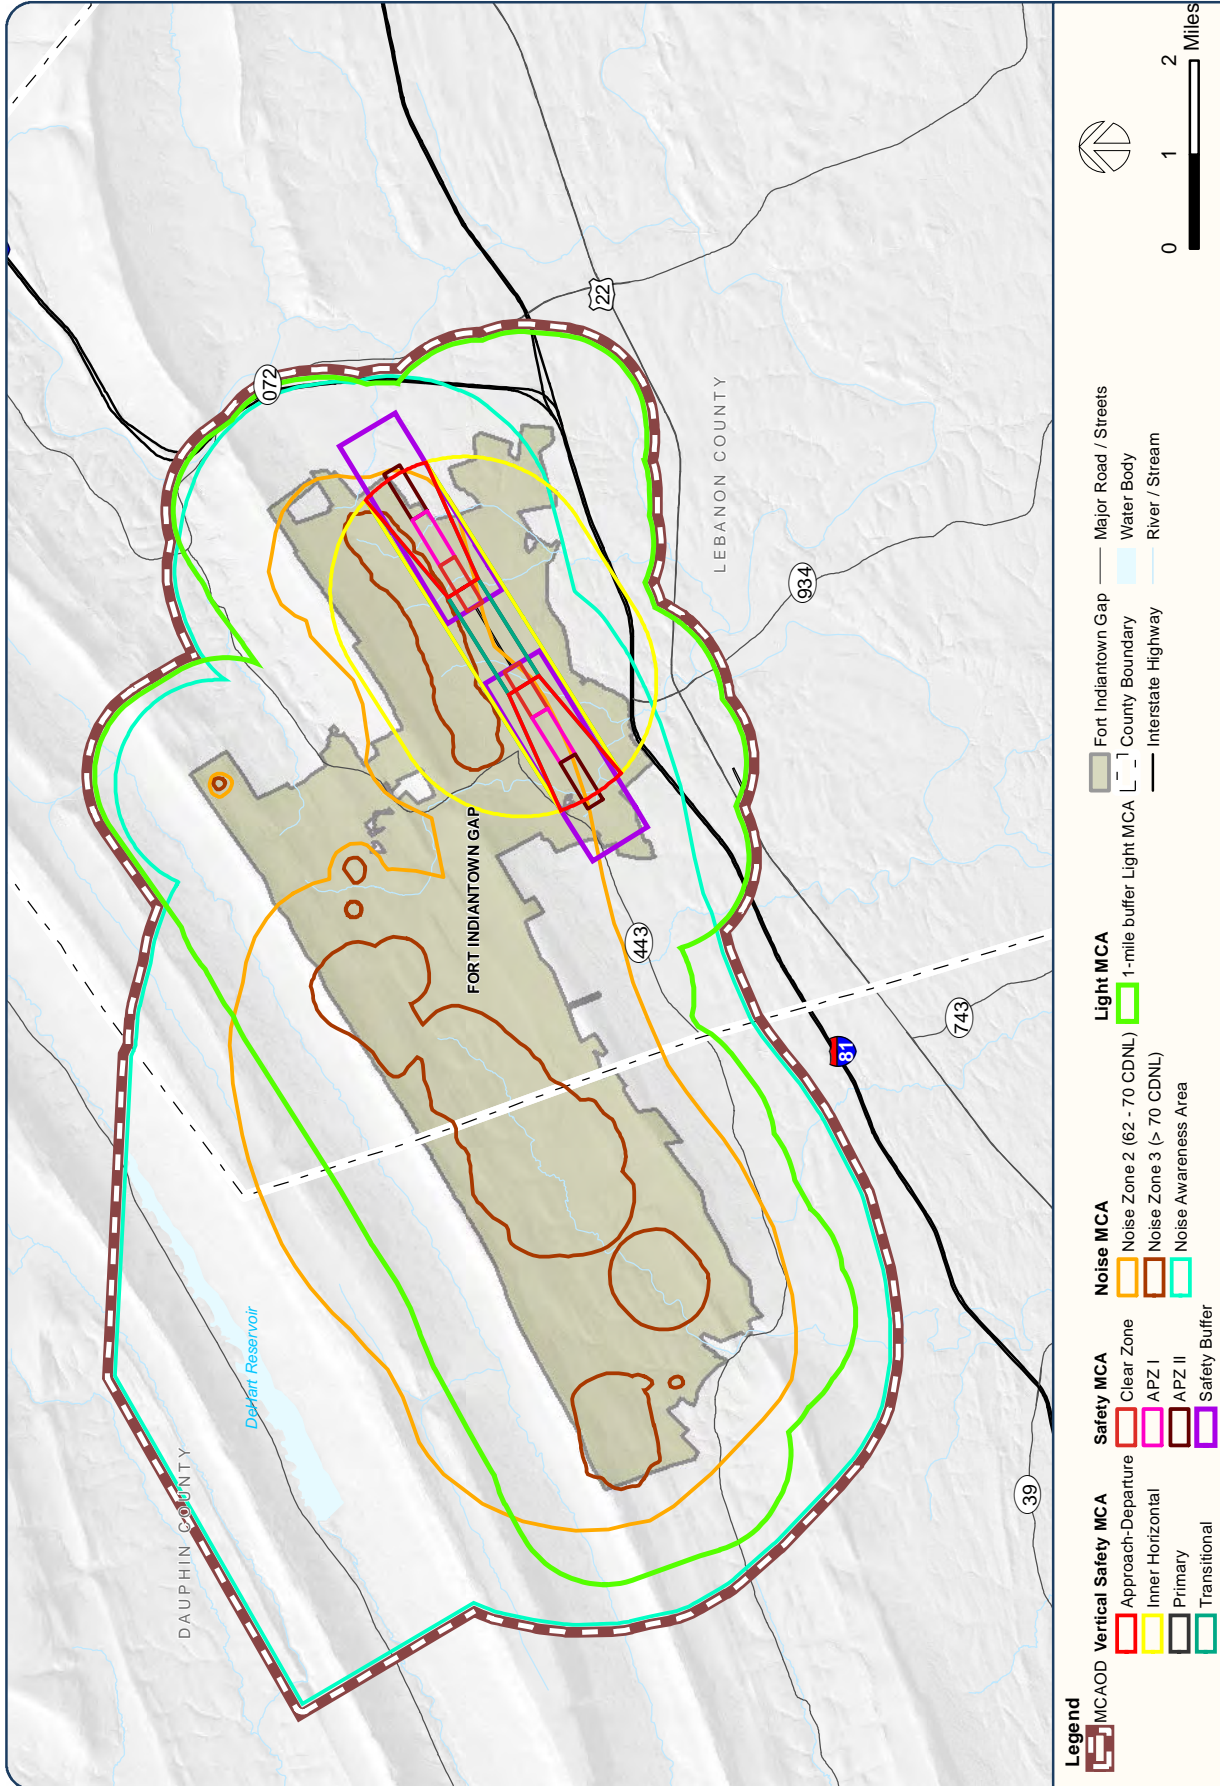 DAUPHIN COUNTY
DeHart Reservoir
FORT INDIANTOWN GAP
LEBANON COUNTY
072
22
934
443
743
81
39
Legend
MCAOD
Vertical Safety MCA
Approach-Departure
Inner Horizontal
Primary
Transitional
Safety MCA
Clear Zone
APZ I
APZ II
Safety Buffer
Noise MCA
Noise Zone 2 (62 - 70 CDNL)
Noise Zone 3 (> 70 CDNL)
Noise Awareness Area
Light MCA
1-mile buffer Light MCA
Fort Indiantown Gap
County Boundary
Interstate Highway
Major Road / Streets
Water Body
River / Stream
0 1 2 Miles